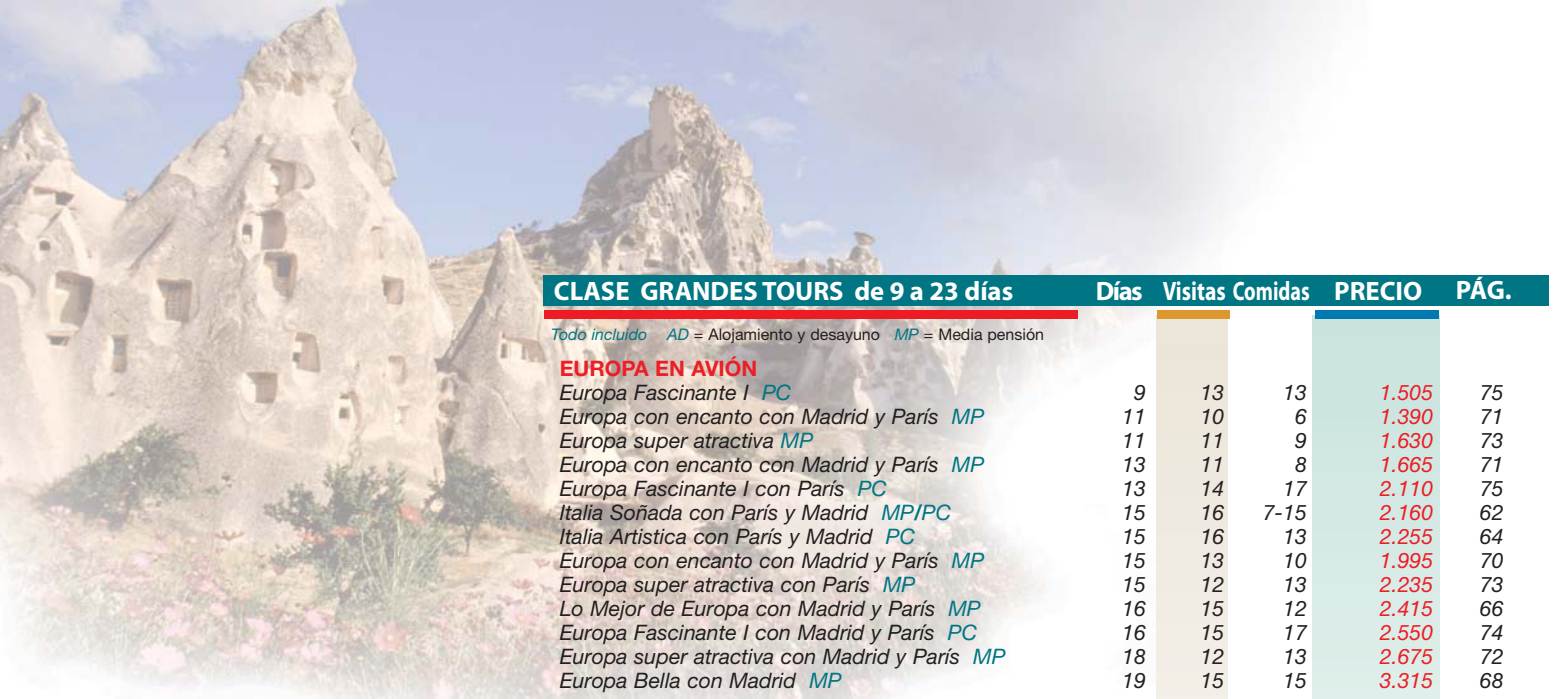 CLASE GRANDES TOURS de 9 a 23 días Días Visitas Comidas PRECIO PÁG.
Todo incluido AD = Alojamiento y desayuno MP = Media pensión
EUROPA EN AVIÓN
Europa Fascinante I PC 9 13 13 1.505 75
Europa con encanto con Madrid y París MP 11 10 6 1.390 71
Europa super atractiva MP 11 11 9 1.630 73
Europa con encanto con Madrid y París MP 13 11 8 1.665 71
Europa Fascinante I con París PC 13 14 17 2.110 75
Italia Soñada con París y Madrid MP/PC 15 16 7-15 2.160 62
Italia Artistica con París y Madrid PC 15 16 13 2.255 64
Europa con encanto con Madrid y París MP 15 13 10 1.995 70
Europa super atractiva con París MP 15 12 13 2.235 73
Lo Mejor de Europa con Madrid y París MP 16 15 12 2.415 66
Europa Fascinante I con Madrid y París PC 16 15 17 2.550 74
Europa super atractiva con Madrid y París MP 18 12 13 2.675 72
Europa Bella con Madrid MP 19 15 15 3.315 68